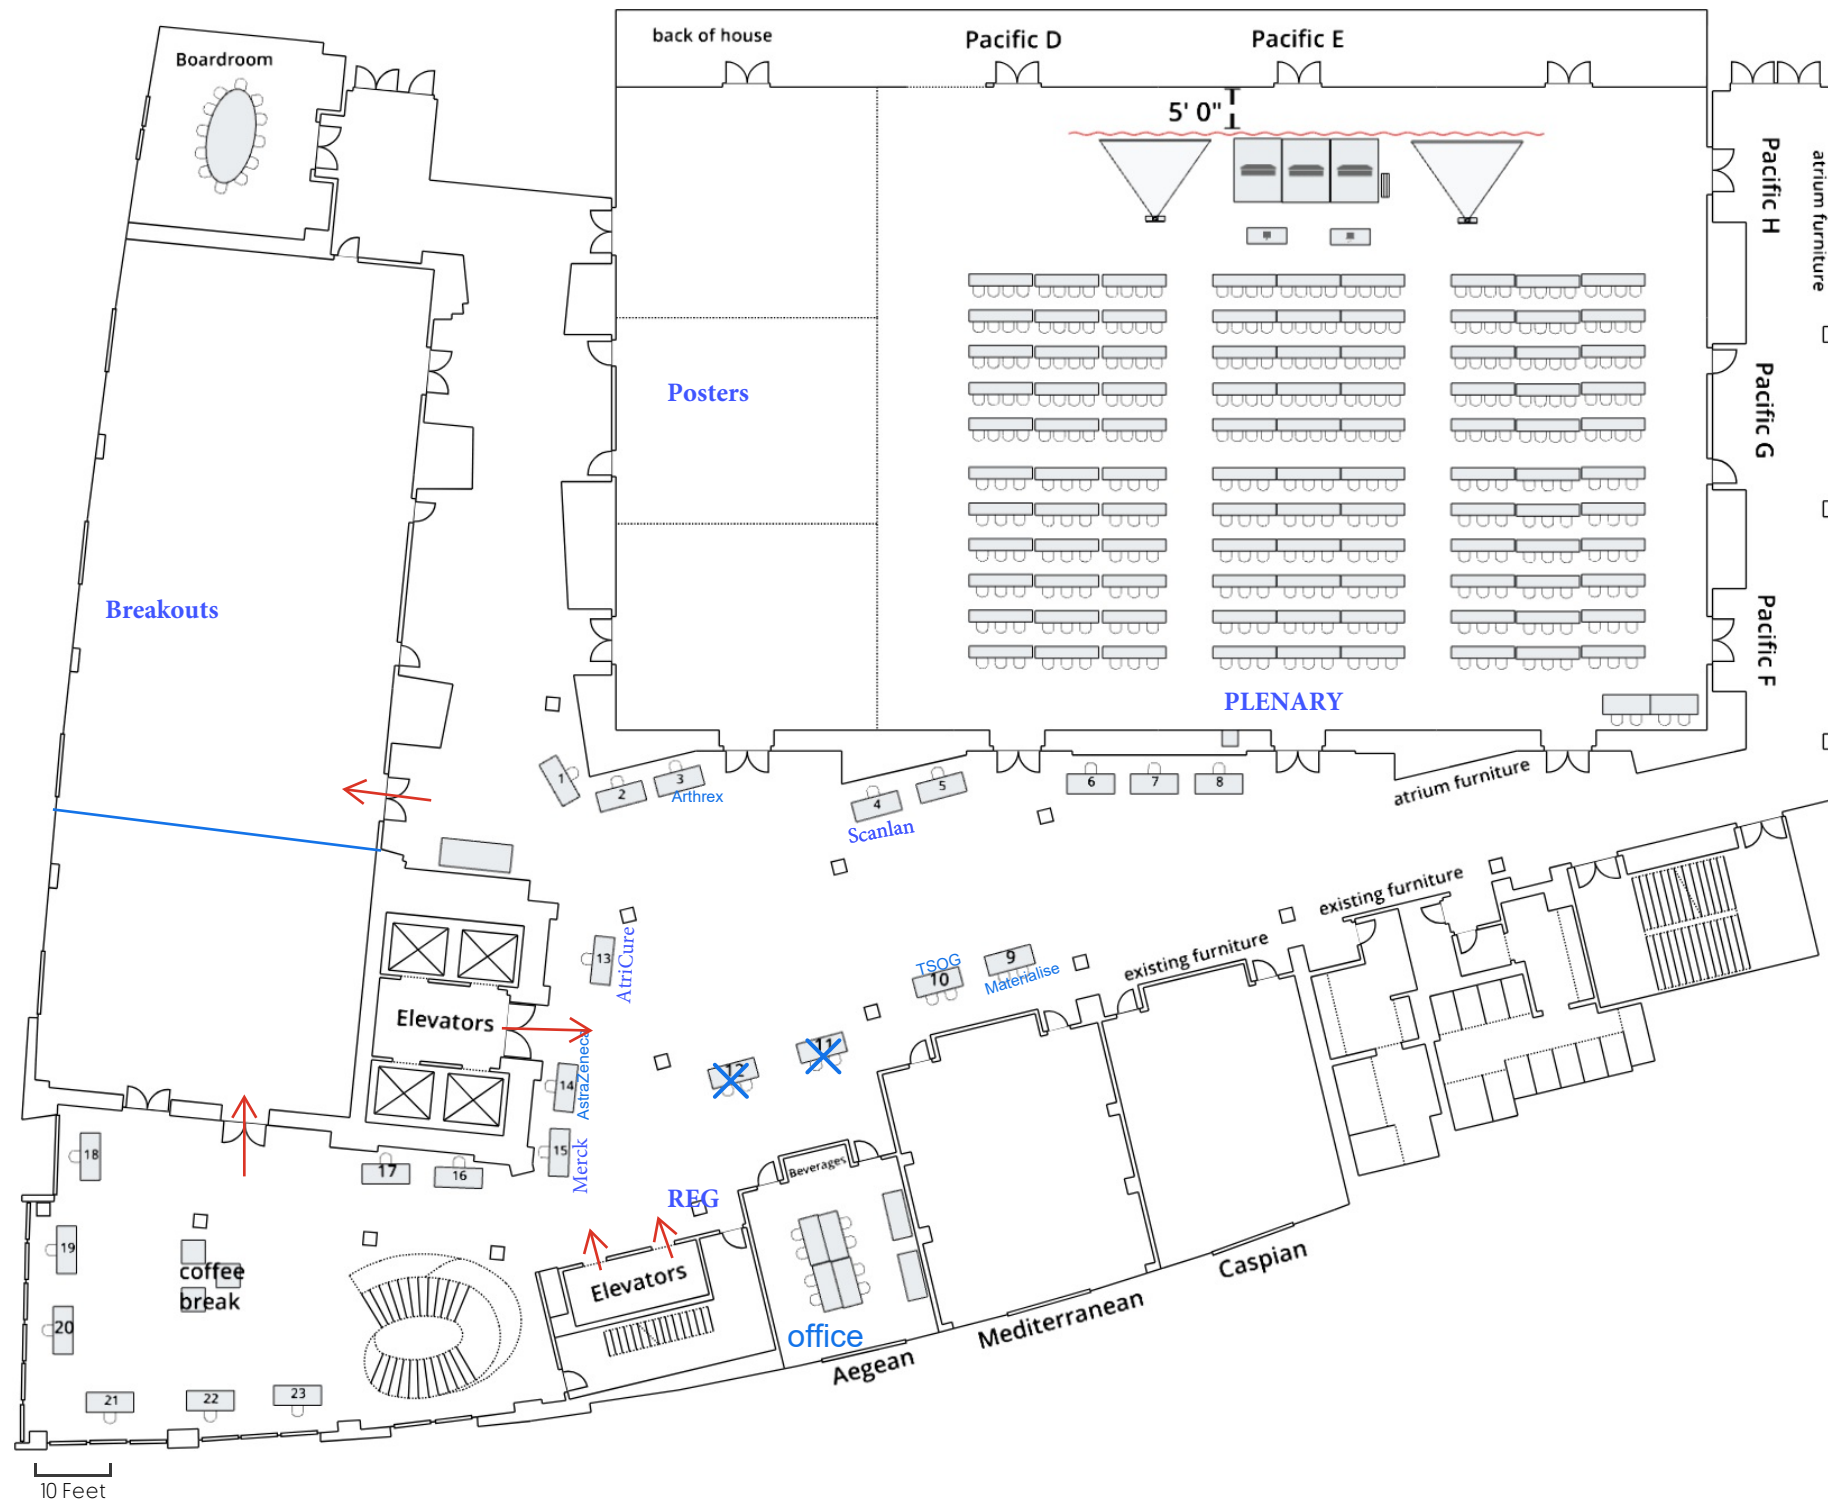 back of house
Pacific D
Pacific E
Boardroom
5' 0"
Pacific H
atrium furniture
Posters
Pacific G
Breakouts
Pacific F
PLENARY
1
2
3
Arthrex
4
Scanlan
5
6
7
8
atrium furniture
existing furniture
existing furniture
13
AtriCure
TSOG
10
9
Materialise
Elevators
11
12
14
AstraZeneca
15
Merck
18
17
16
REG
Beverages
19
coffee
break
20
Elevators
office
Aegean
Mediterranean
Caspian
21
22
23
10 Feet